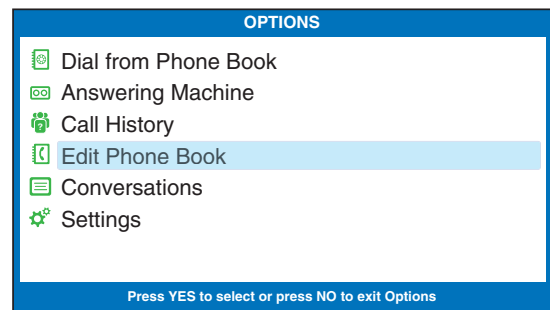 OPTIONS
Dial from Phone Book
Answering Machine
Call History
Edit Phone Book
Conversations
Settings
Press YES to select or press NO to exit Options